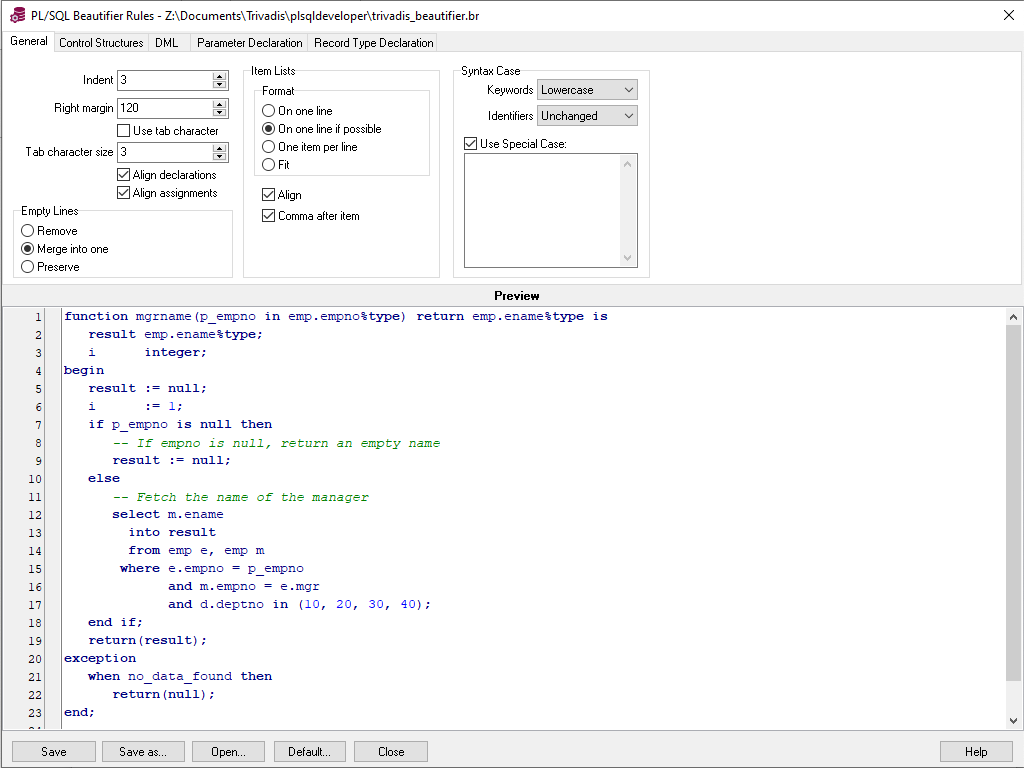 PL/SQL Beautifier Rules - Z:\Documents\Trivadis\plsqldeveloper\trivadis_beautifier.br
General Control Structures DML Parameter Declaration Record Type Declaration
Indent 3
Right margin 120
Use tab character
Tab character size 3
Align declarations
Align assignments
Empty Lines
Remove
Merge into one
Preserve
Item Lists
Format
On one line
On one line if possible
One item per line
Fit
Align
Comma after item
Syntax Case
Keywords Lowercase
Identifiers Unchanged
Use Special Case:
Preview
1 function mgrname(p_empno in emp.empno%type) return emp.ename%type is
2    result emp.ename%type;
3    i      integer;
4 begin
5    result := null;
6    i      := 1;
7    if p_empno is null then
8       -- If empno is null, return an empty name
9       result := null;
10    else
11       -- Fetch the name of the manager
12       select m.ename
13         into result
14         from emp e, emp m
15        where e.empno = p_empno
16              and m.empno = e.mgr
17              and d.deptno in (10, 20, 30, 40);
18    end if;
19    return(result);
20 exception
21    when no_data_found then
22       return(null);
23 end;
Save Save as... Open... Default... Close Help